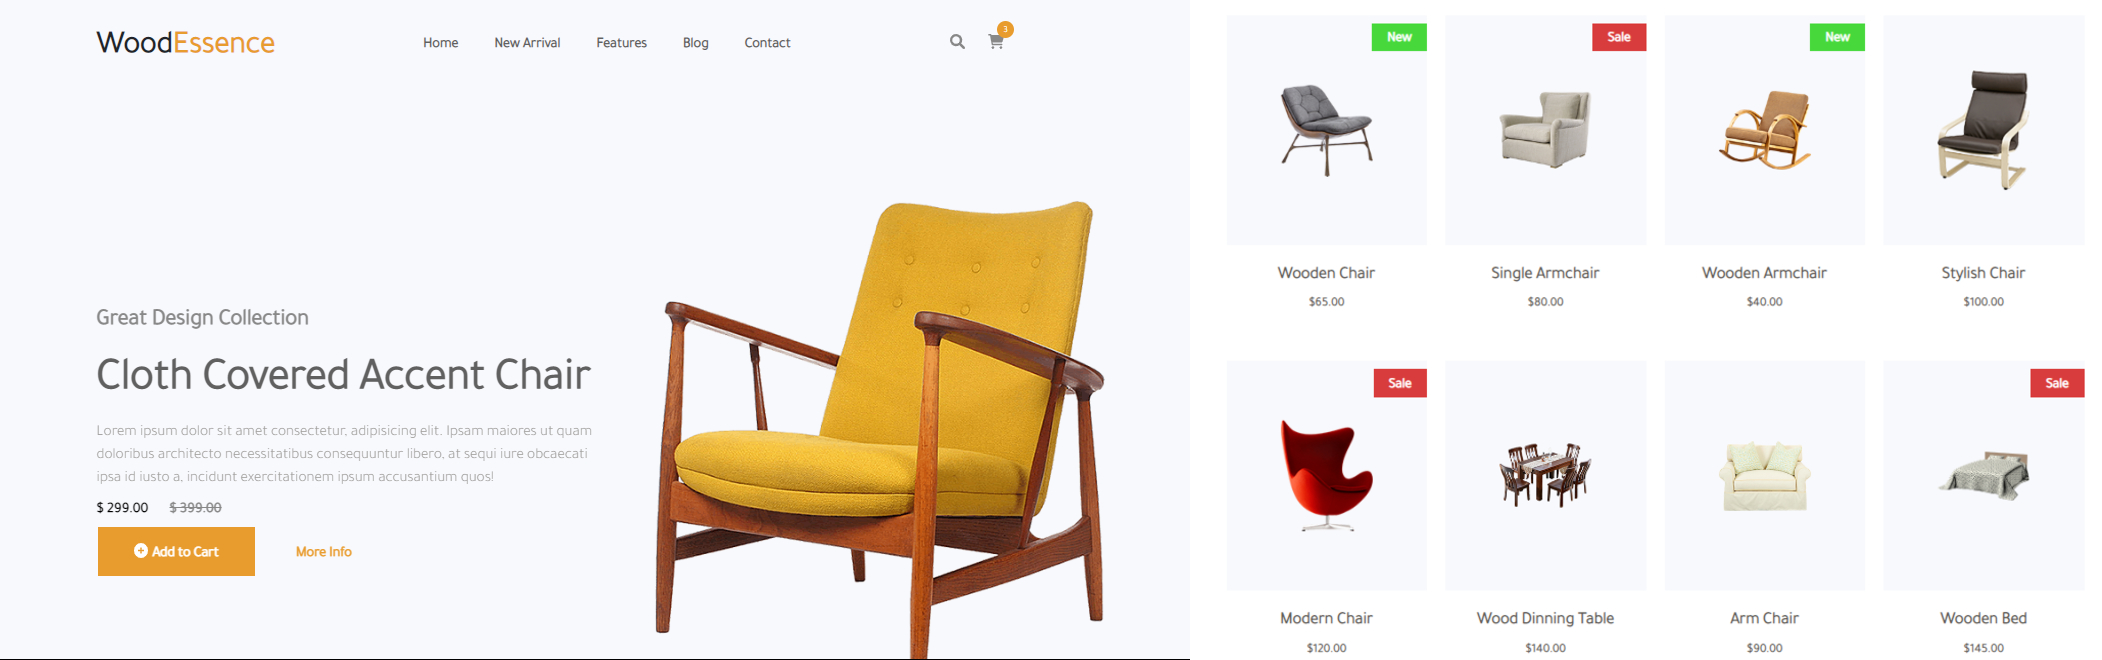 WoodEssence
Home
New Arrival
Features
Blog
Contact
3
Great Design Collection
Cloth Covered Accent Chair
Lorem ipsum dolor sit amet consectetur, adipisicing elit. Ipsam maiores ut quam
doloribus architecto necessitatibus consequuntur libero, at sequi iure obcaecati
ipsa id iusto a, incidunt exercitationem ipsum accusantium quos!
$ 299.00 $ 399.00
Add to Cart
More Info
New
Wooden Chair
$65.00
Sale
Single Armchair
$80.00
New
Wooden Armchair
$40.00
Stylish Chair
$100.00
Sale
Modern Chair
$120.00
Wood Dinning Table
$140.00
Arm Chair
$90.00
Sale
Wooden Bed
$145.00